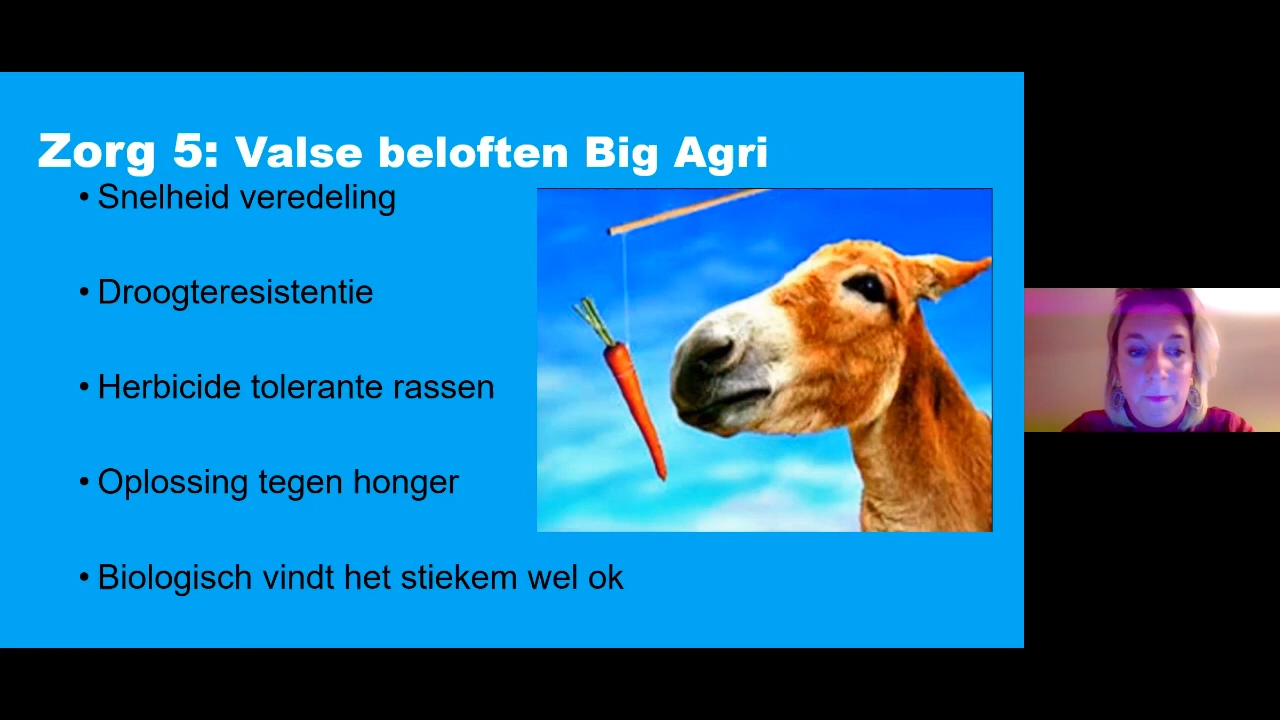 Zorg 5: Valse beloften Big Agri
• Snelheid veredeling
• Droogteresistentie
• Herbicide tolerante rassen
• Oplossing tegen honger
• Biologisch vindt het stiekem wel ok